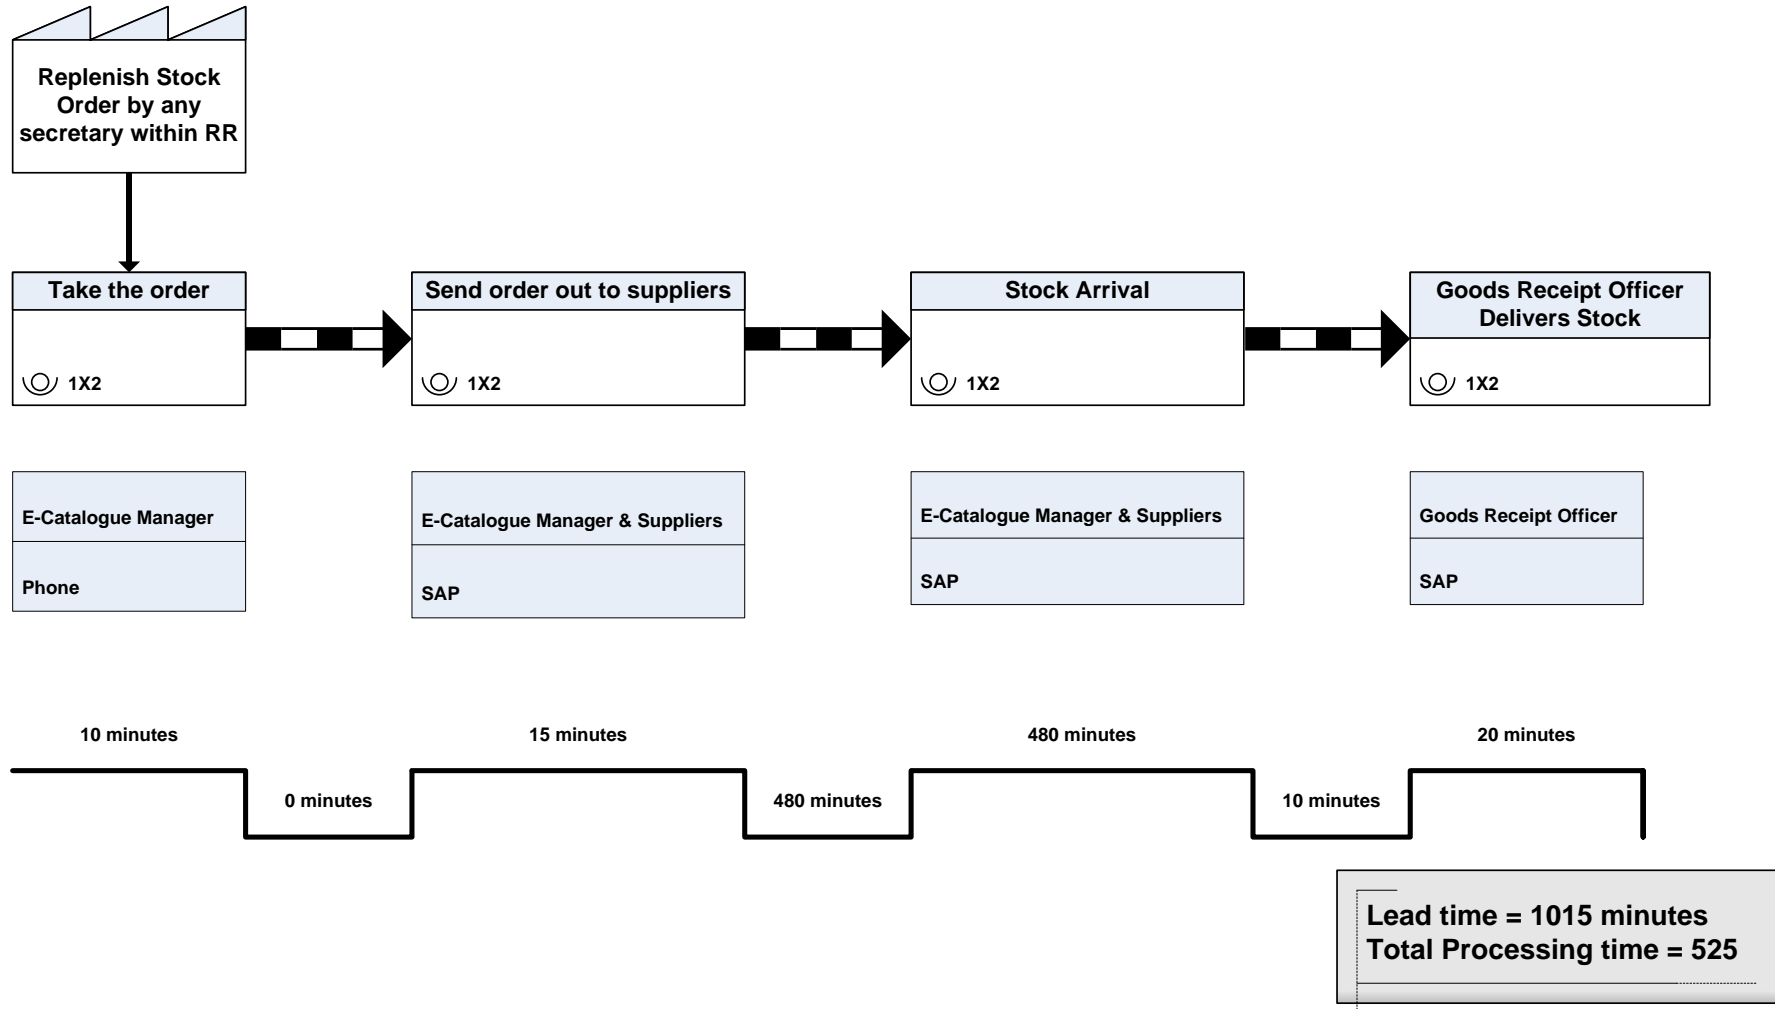 Replenish Stock
Order by any
secretary within RR
Take the order
Send order out to suppliers
Stock Arrival
Goods Receipt Officer
Delivers Stock
1X2
1X2
1X2
1X2
E-Catalogue Manager
E-Catalogue Manager & Suppliers
E-Catalogue Manager & Suppliers
Goods Receipt Officer
Phone
SAP
SAP
SAP
10 minutes
15 minutes
480 minutes
20 minutes
0 minutes
480 minutes
10 minutes
Lead time = 1015 minutes
Total Processing time = 525